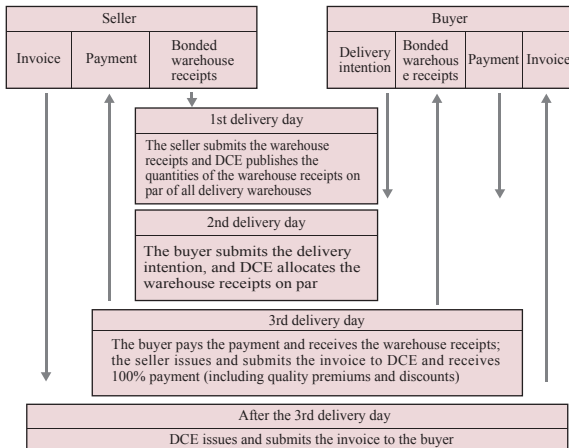 Seller
Invoice
Payment
Bonded
warehouse
receipts
Buyer
Delivery
intention
Bonded
warehous
e receipts
Payment
Invoice
1st delivery day
The seller submits the warehouse
receipts and DCE publishes the
quantities of the warehouse receipts on
par of all delivery warehouses
2nd delivery day
The buyer submits the delivery
intention, and DCE allocates the
warehouse receipts on par
3rd delivery day
The buyer pays the payment and receives the warehouse receipts;
the seller issues and submits the invoice to DCE and receives
100% payment (including quality premiums and discounts)
After the 3rd delivery day
DCE issues and submits the invoice to the buyer